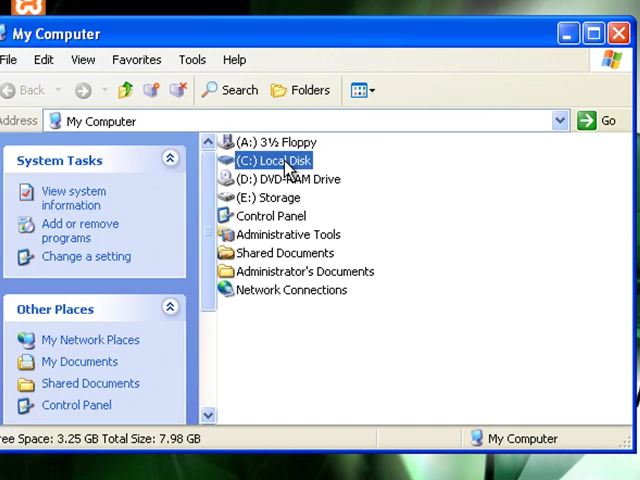 My Computer
File Edit View Favorites Tools Help
Back Search Folders
Address My Computer Go
System Tasks
View system
information
Add or remove
programs
Change a setting
Other Places
My Network Places
My Documents
Shared Documents
Control Panel
(A:) 3½ Floppy
(C:) Local Disk
(D:) DVD-RAM Drive
(E:) Storage
Control Panel
Administrative Tools
Shared Documents
Administrator's Documents
Network Connections
ree Space: 3.25 GB Total Size: 7.98 GB My Computer